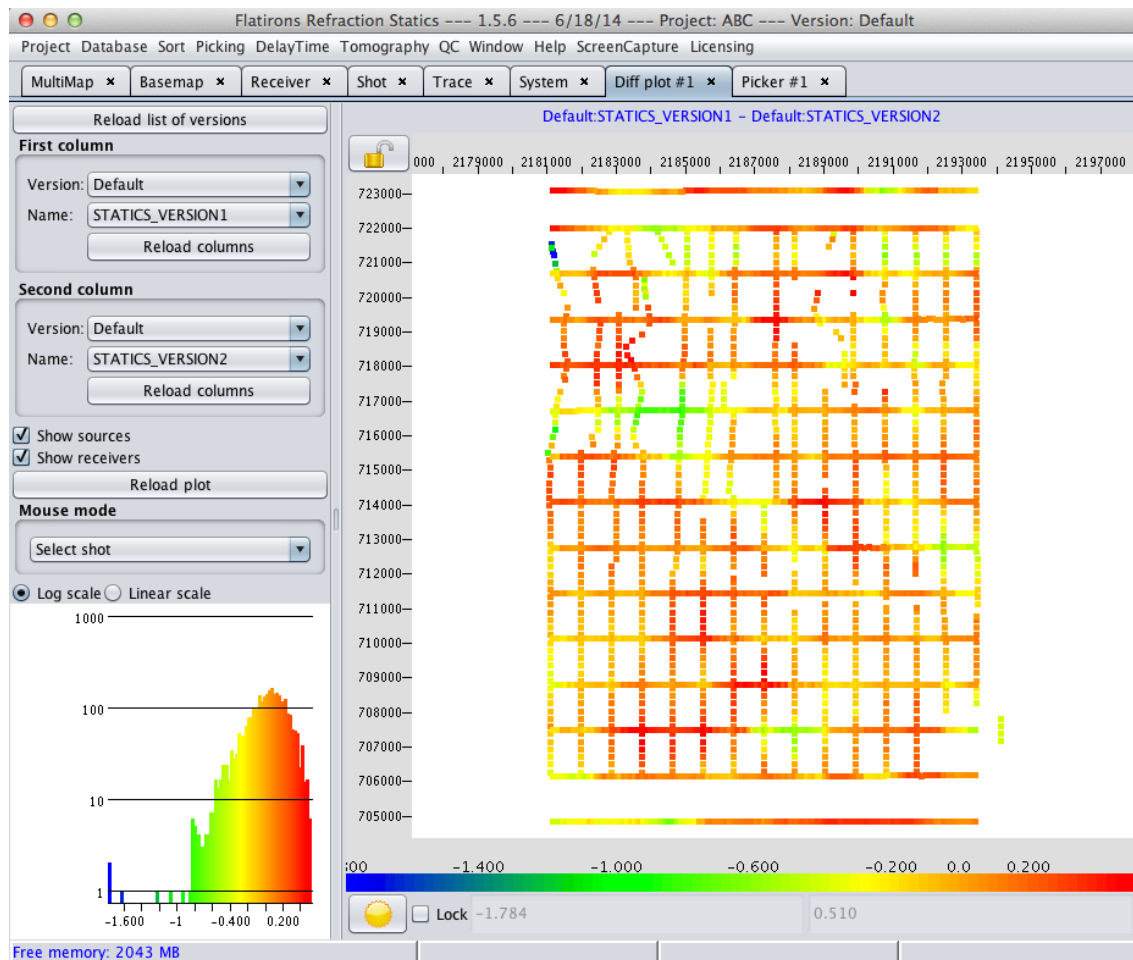 Flatirons Refraction Statics --- 1.5.6 --- 6/18/14 --- Project: ABC --- Version: Default
Project Database Sort Picking DelayTime Tomography QC Window Help ScreenCapture Licensing
MultiMap × Basemap × Receiver × Shot × Trace × System × Diff plot #1 × Picker #1 ×
Reload list of versions
First column
Version: Default
Name: STATICS_VERSION1
Reload columns
Second column
Version: Default
Name: STATICS_VERSION2
Reload columns
Show sources
Show receivers
Reload plot
Mouse mode
Select shot
Log scale Linear scale
1000
100
10
1
-1.600 -1 -0.400 0.200
Default:STATICS_VERSION1 - Default:STATICS_VERSION2
000 2179000 2181000 2183000 2185000 2187000 2189000 2191000 2193000 2195000 2197000
723000
722000
721000
720000
719000
718000
717000
716000
715000
714000
713000
712000
711000
710000
709000
708000
707000
706000
705000
:00 -1.400 -1.000 -0.600 -0.200 0.0 0.200
Lock -1.784 0.510
Free memory: 2043 MB